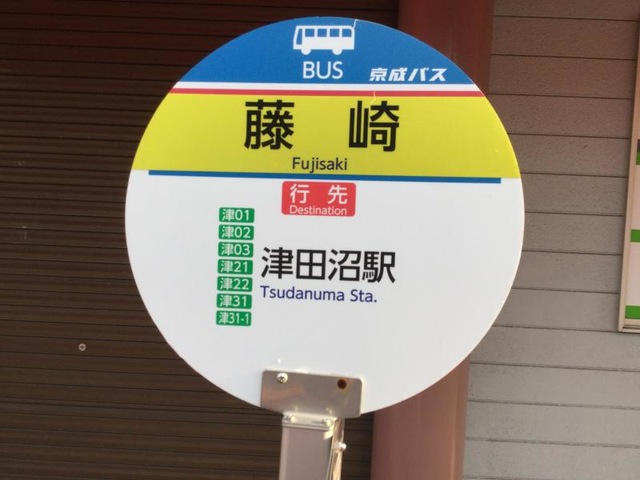 BUS
京成バス
藤崎
Fujisaki
行先
Destination
津01
津02
津03
津21
津22
津31
津31-1
津田沼駅
Tsudanuma Sta.